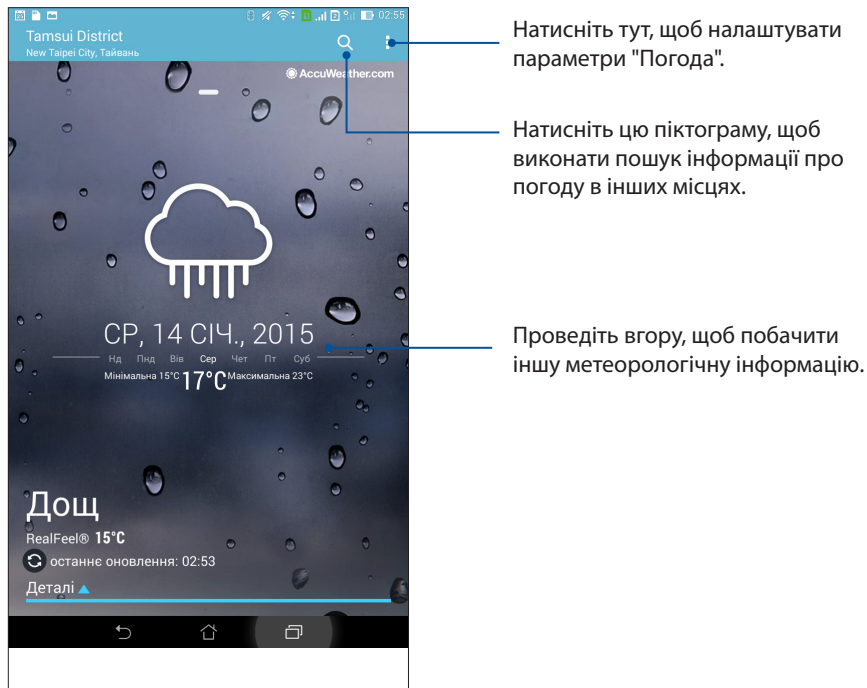 02:55
Tamsui District
New Taipei City, Тайвань
AccuWeather.com
СР, 14 СІЧ., 2015
Нд Пнд Вів Сер Чет Пт Суб
Мінімальна 15°C 17°C Максимальна 23°C
Дощ
RealFeel® 15°C
останнє оновлення: 02:53
Деталі
Натисніть тут, щоб налаштувати
параметри "Погода".
Натисніть цю піктограму, щоб
виконати пошук інформації про
погоду в інших місцях.
Проведіть вгору, щоб побачити
іншу метеорологічну інформацію.